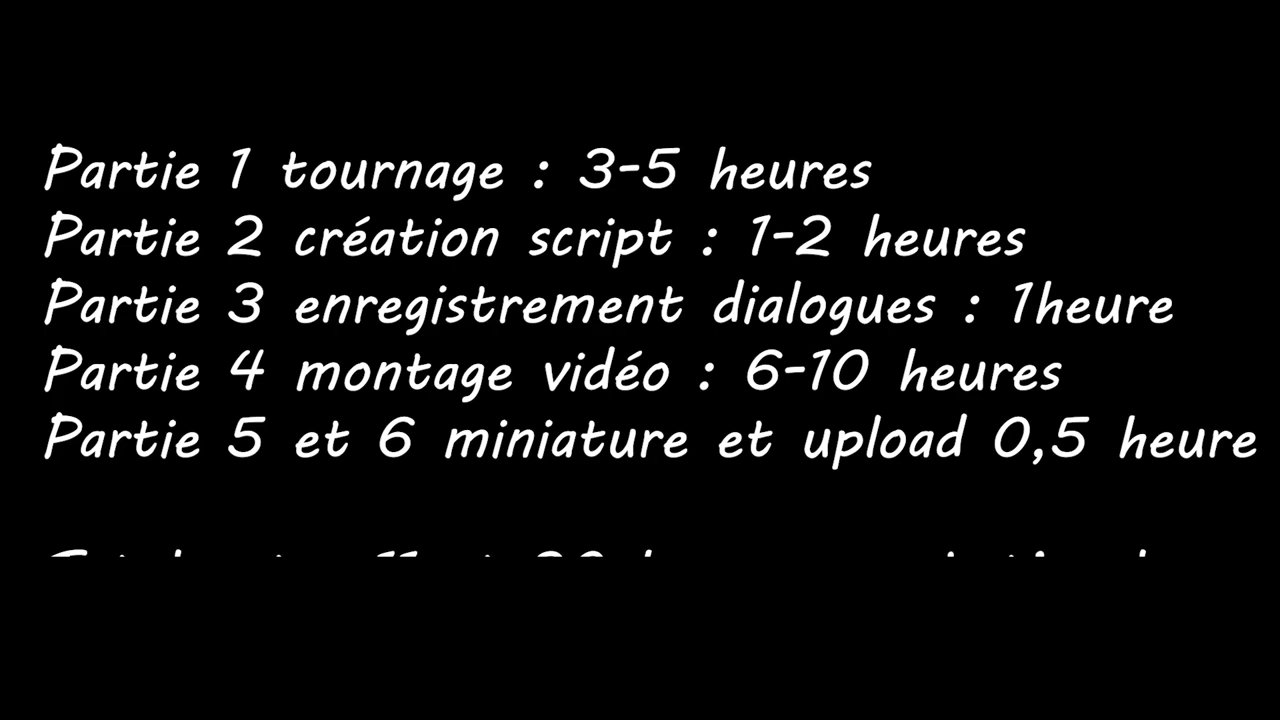 Partie 1 tournage : 3-5 heures
Partie 2 création script : 1-2 heures
Partie 3 enregistrement dialogues : 1heure
Partie 4 montage vidéo : 6-10 heures
Partie 5 et 6 miniature et upload 0,5 heure